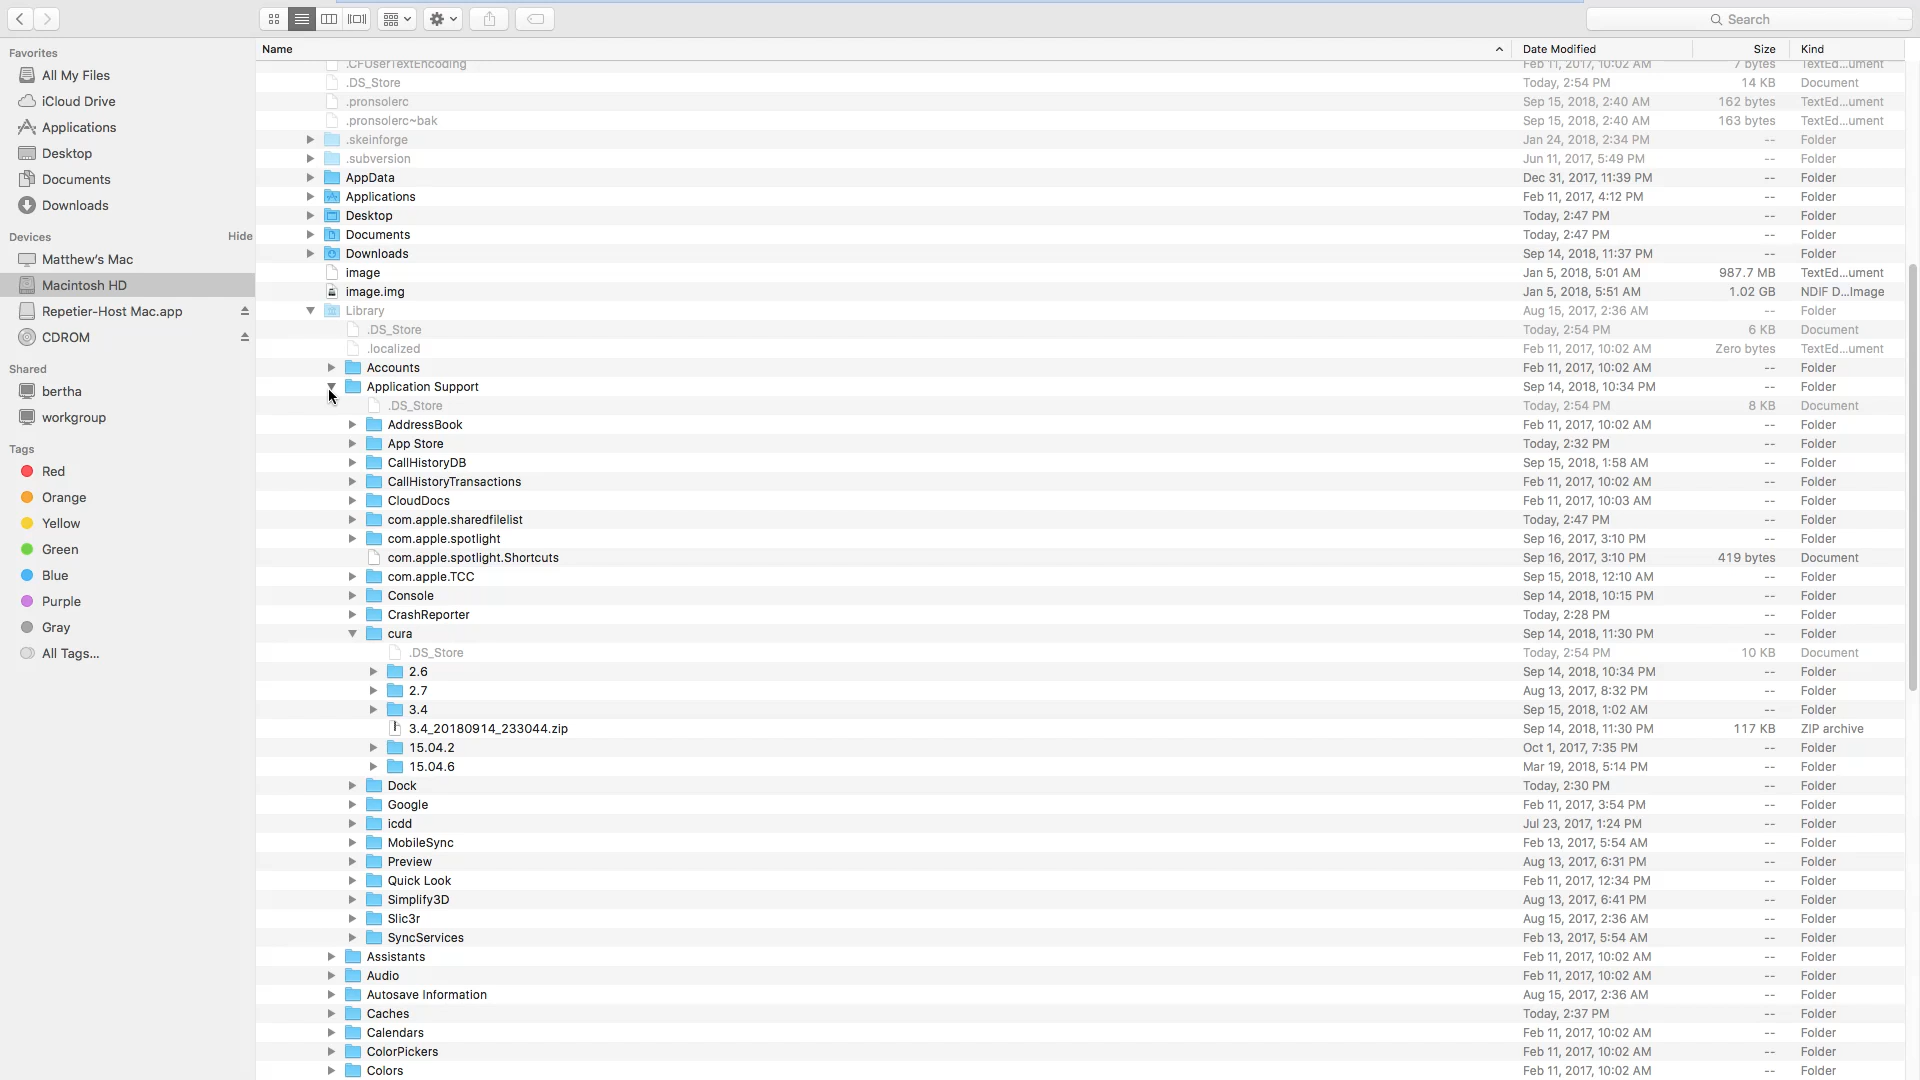 Search
Favorites
All My Files
iCloud Drive
Applications
Desktop
Documents
Downloads
Devices Hide
Matthew's Mac
Macintosh HD
Repetier-Host Mac.app
CDROM
Shared
bertha
workgroup
Tags
Red
Orange
Yellow
Green
Blue
Purple
Gray
All Tags...
Name Date Modified Size Kind
.CFUserTextEncoding Feb 11, 2017, 10:02 AM 7 bytes TextEd...ument
.DS_Store Today, 2:54 PM 14 KB Document
.pronsolerc Sep 15, 2018, 2:40 AM 162 bytes TextEd...ument
.pronsolerc~bak Sep 15, 2018, 2:40 AM 163 bytes TextEd...ument
.skeinforge Jan 24, 2018, 2:34 PM -- Folder
.subversion Jun 11, 2017, 5:49 PM -- Folder
AppData Dec 31, 2017, 11:39 PM -- Folder
Applications Feb 11, 2017, 4:12 PM -- Folder
Desktop Today, 2:47 PM -- Folder
Documents Today, 2:47 PM -- Folder
Downloads Sep 14, 2018, 11:37 PM -- Folder
image Jan 5, 2018, 5:01 AM 987.7 MB TextEd...ument
image.img Jan 5, 2018, 5:51 AM 1.02 GB NDIF D...Image
Library Aug 15, 2017, 2:36 AM -- Folder
.DS_Store Today, 2:54 PM 6 KB Document
.localized Feb 11, 2017, 10:02 AM Zero bytes TextEd...ument
Accounts Feb 11, 2017, 10:02 AM -- Folder
Application Support Sep 14, 2018, 10:34 PM -- Folder
.DS_Store Today, 2:54 PM 8 KB Document
AddressBook Feb 11, 2017, 10:02 AM -- Folder
App Store Today, 2:32 PM -- Folder
CallHistoryDB Sep 15, 2018, 1:58 AM -- Folder
CallHistoryTransactions Feb 11, 2017, 10:02 AM -- Folder
CloudDocs Feb 11, 2017, 10:03 AM -- Folder
com.apple.sharedfilelist Today, 2:47 PM -- Folder
com.apple.spotlight Sep 16, 2017, 3:10 PM -- Folder
com.apple.spotlight.Shortcuts Sep 16, 2017, 3:10 PM 419 bytes Document
com.apple.TCC Sep 15, 2018, 12:10 AM -- Folder
Console Sep 14, 2018, 10:15 PM -- Folder
CrashReporter Today, 2:28 PM -- Folder
cura Sep 14, 2018, 11:30 PM -- Folder
.DS_Store Today, 2:54 PM 10 KB Document
2.6 Sep 14, 2018, 10:34 PM -- Folder
2.7 Aug 13, 2017, 8:32 PM -- Folder
3.4 Sep 15, 2018, 1:02 AM -- Folder
3.4_20180914_233044.zip Sep 14, 2018, 11:30 PM 117 KB ZIP archive
15.04.2 Oct 1, 2017, 7:35 PM -- Folder
15.04.6 Mar 19, 2018, 5:14 PM -- Folder
Dock Today, 2:30 PM -- Folder
Google Feb 11, 2017, 3:54 PM -- Folder
icdd Jul 23, 2017, 1:24 PM -- Folder
MobileSync Feb 13, 2017, 5:54 AM -- Folder
Preview Aug 13, 2017, 6:31 PM -- Folder
Quick Look Feb 11, 2017, 12:34 PM -- Folder
Simplify3D Aug 13, 2017, 6:41 PM -- Folder
Slic3r Aug 15, 2017, 2:36 AM -- Folder
SyncServices Feb 13, 2017, 5:54 AM -- Folder
Assistants Feb 11, 2017, 10:02 AM -- Folder
Audio Feb 11, 2017, 10:02 AM -- Folder
Autosave Information Aug 15, 2017, 2:36 AM -- Folder
Caches Today, 2:37 PM -- Folder
Calendars Feb 11, 2017, 10:02 AM -- Folder
ColorPickers Feb 11, 2017, 10:02 AM -- Folder
Colors Feb 11, 2017, 10:02 AM -- Folder